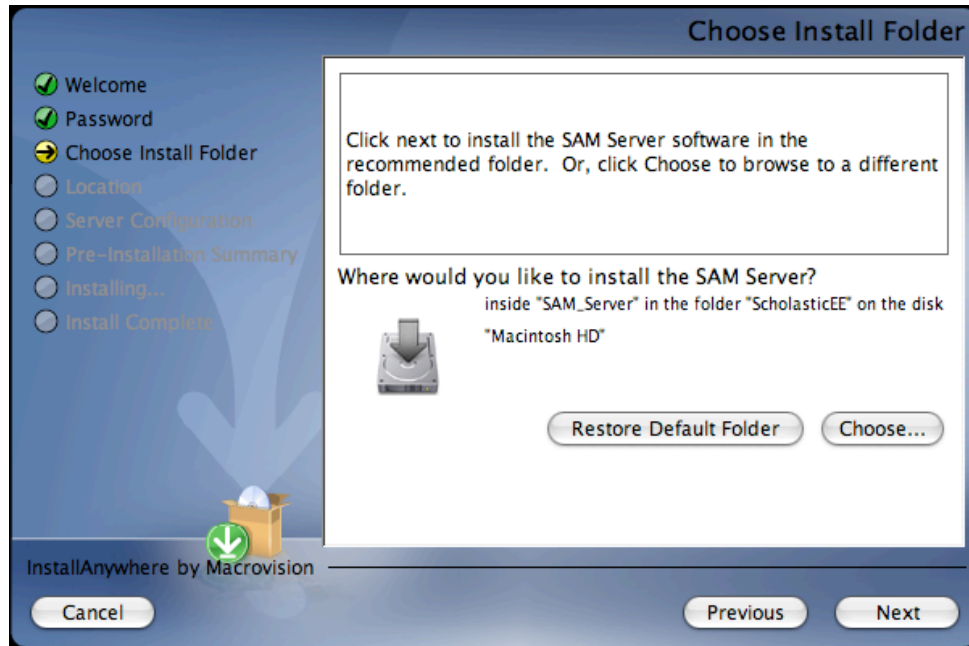 Choose Install Folder
Welcome
Password
Choose Install Folder
Location
Server Configuration
Pre-Installation Summary
Installing...
Install Complete
Click next to install the SAM Server software in the
recommended folder.  Or, click Choose to browse to a different
folder.
Where would you like to install the SAM Server?
inside "SAM_Server" in the folder "ScholasticEE" on the disk
"Macintosh HD"
Restore Default Folder
Choose...
InstallAnywhere by Macrovision
Cancel
Previous
Next